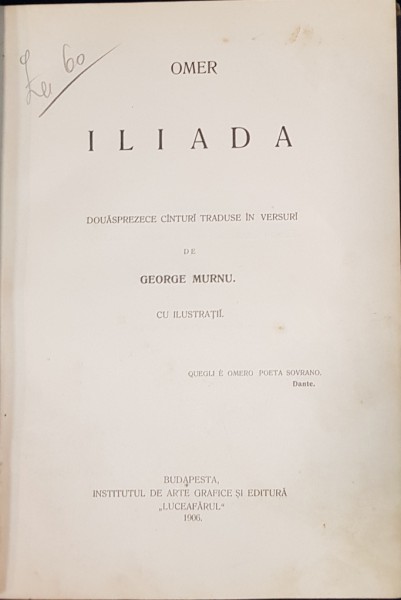 Lei 60
OMER
ILIADA
DOUĂSPREZECE CÎNTURĬ TRADUSE ÎN VERSURĬ
DE
GEORGE MURNU.
CU ILUSTRAȚIĬ.
QUEGLI È OMERO POETA SOVRANO.
Dante.
BUDAPESTA,
INSTITUTUL DE ARTE GRAFICE ȘI EDITURĂ
„LUCEAFĂRUL“
1906.